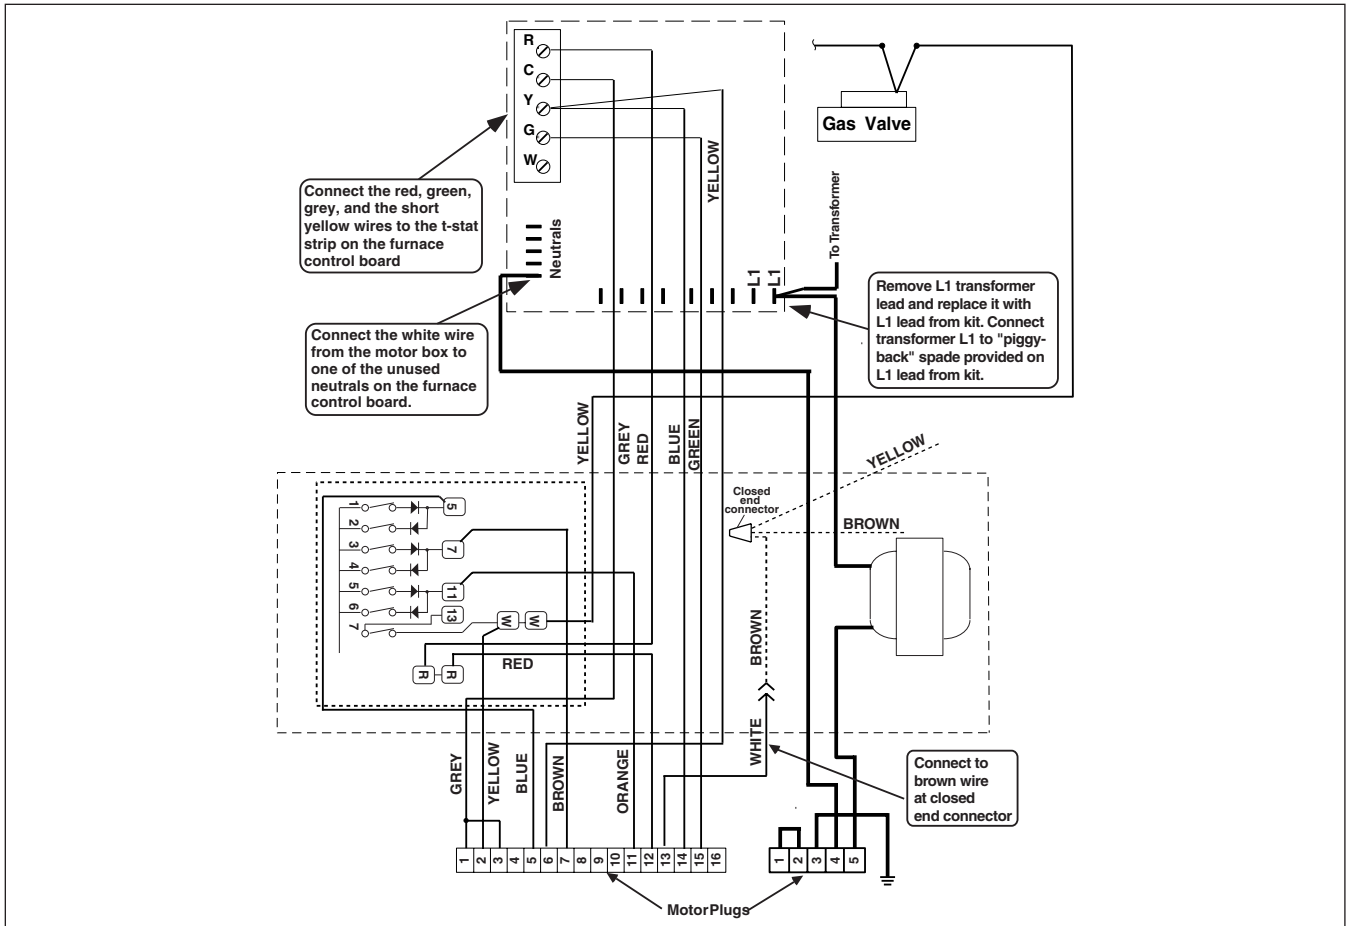 R
C
Y
G
W
Gas Valve
YELLOW
To Transformer
Connect the red, green,
grey, and the short
yellow wires to the t-stat
strip on the furnace
control board
Neutrals
L1
L1
Remove L1 transformer
lead and replace it with
L1 lead from kit. Connect
transformer L1 to "piggy-
back" spade provided on
L1 lead from kit.
Connect the white wire
from the motor box to
one of the unused
neutrals on the furnace
control board.
YELLOW
GREY
RED
BLUE
GREEN
YELLOW
Closed
end
connector
BROWN
1
2
3
4
5
6
7
5
7
11
13
W
W
R
R
RED
BROWN
WHITE
Connect to
brown wire
at closed
end connector
GREY
YELLOW
BLUE
BROWN
ORANGE
1 2 3 4 5 6 7 8 9 10 11 12 13 14 15 16
1 2 3 4 5
MotorPlugs